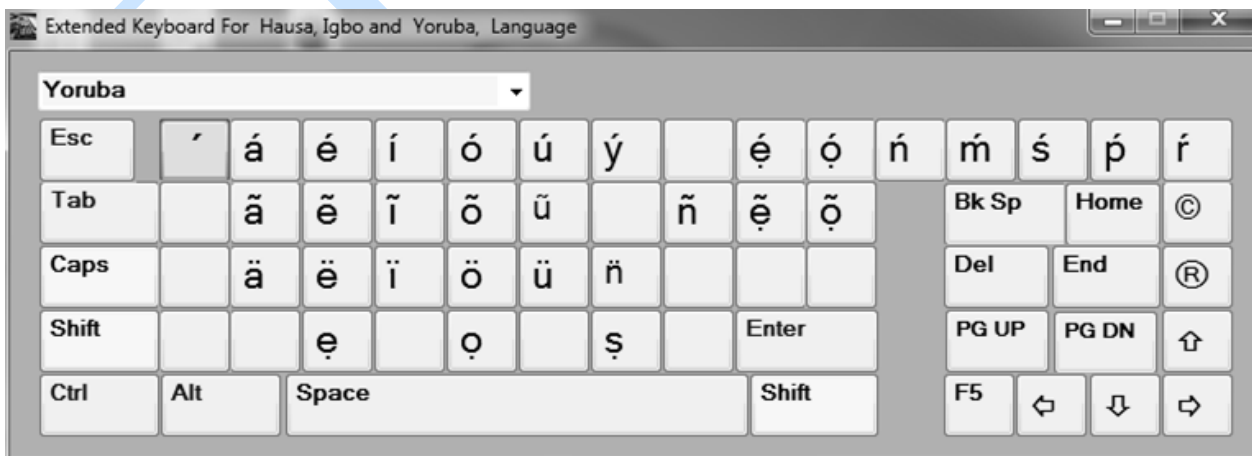 Extended Keyboard For Hausa, Igbo and Yoruba, Language
Yoruba
Esc ´ á é í ó ú ý ẹ́ ọ́ ń ḿ ś ṕ ŕ
Tab ã ẽ ĩ õ ũ ñ ẹ̃ ọ̃ Bk Sp Home ©
Caps ä ë ï ö ü n̈ Del End ®
Shift ẹ ọ ṣ Enter PG UP PG DN ⇧
Ctrl Alt Space Shift F5 ⇦ ⇩ ⇨